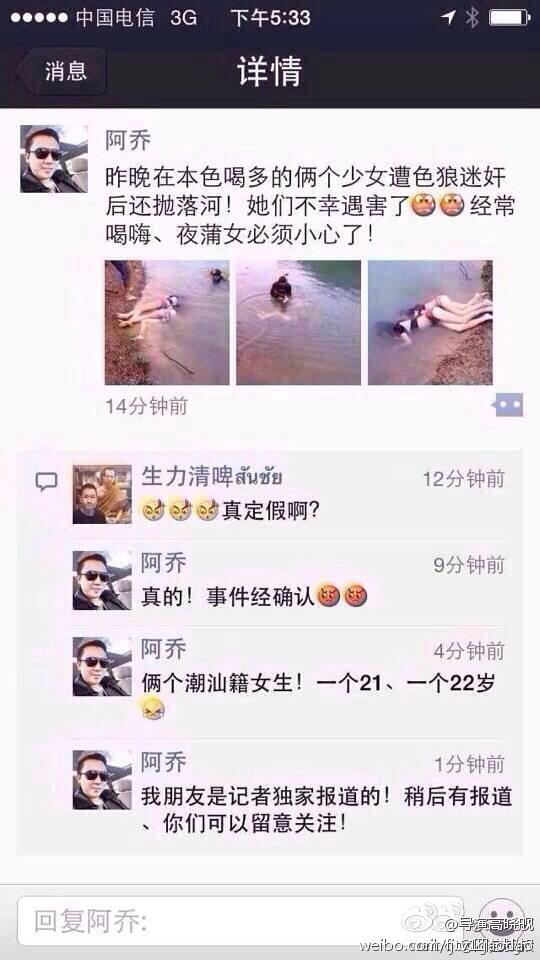 中国电信 3G 下午5:33
消息 详情
阿乔
昨晚在本色喝多的俩个少女遭色狼迷奸
后还抛落河！她们不幸遇害了 经常
喝嗨、夜蒲女必须小心了！
14分钟前
生力清啤สันชัย 12分钟前
真定假啊？
阿乔 9分钟前
真的！事件经确认
阿乔 4分钟前
俩个潮汕籍女生！一个21、一个22岁
阿乔 1分钟前
我朋友是记者独家报道的！稍后有报道
、你们可以留意关注！
回复阿乔:
@导演高晓觇